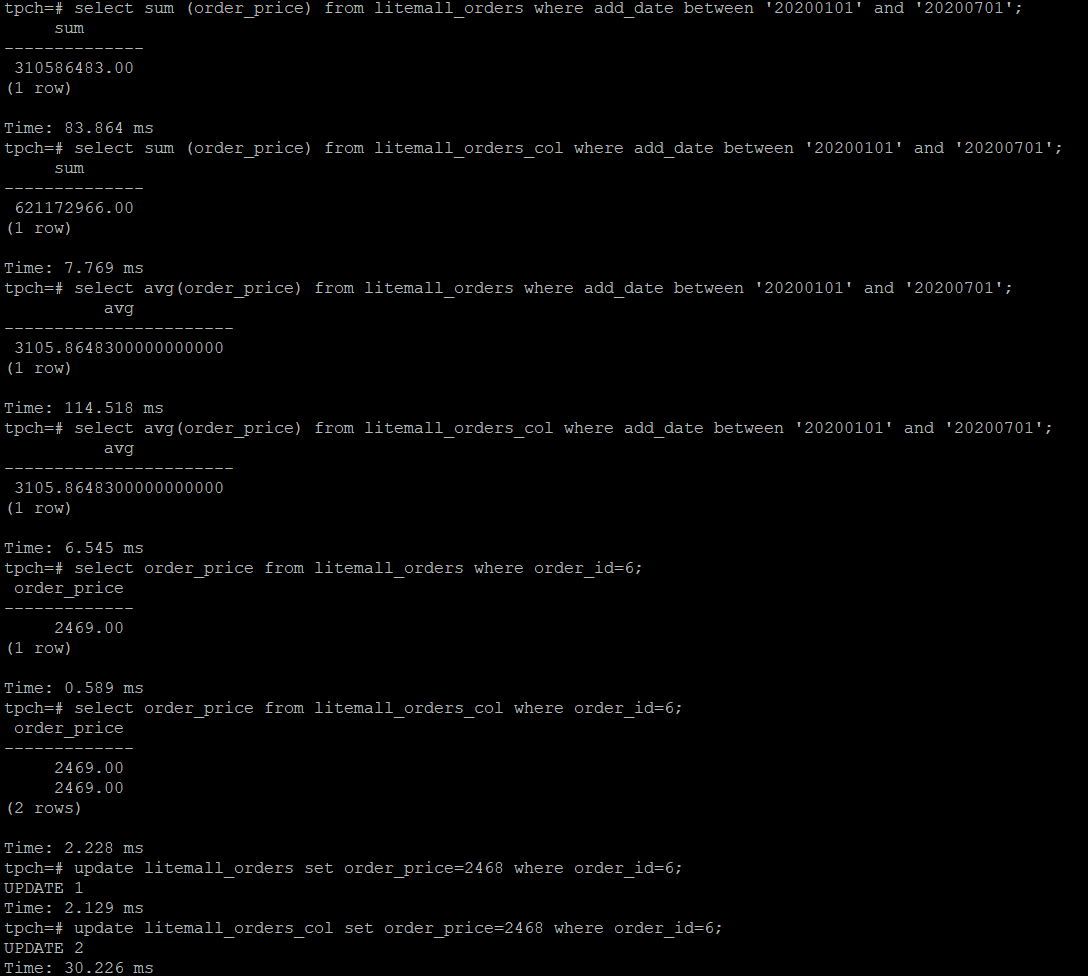 tpch=# select sum (order_price) from litemall_orders where add_date between '20200101' and '20200701';
sum
--------------
310586483.00
(1 row)
Time: 83.864 ms
tpch=# select sum (order_price) from litemall_orders_col where add_date between '20200101' and '20200701';
sum
--------------
621172966.00
(1 row)
Time: 7.769 ms
tpch=# select avg(order_price) from litemall_orders where add_date between '20200101' and '20200701';
avg
-----------------------
3105.8648300000000000
(1 row)
Time: 114.518 ms
tpch=# select avg(order_price) from litemall_orders_col where add_date between '20200101' and '20200701';
avg
-----------------------
3105.8648300000000000
(1 row)
Time: 6.545 ms
tpch=# select order_price from litemall_orders where order_id=6;
order_price
-------------
2469.00
(1 row)
Time: 0.589 ms
tpch=# select order_price from litemall_orders_col where order_id=6;
order_price
-------------
2469.00
2469.00
(2 rows)
Time: 2.228 ms
tpch=# update litemall_orders set order_price=2468 where order_id=6;
UPDATE 1
Time: 2.129 ms
tpch=# update litemall_orders_col set order_price=2468 where order_id=6;
UPDATE 2
Time: 30.226 ms